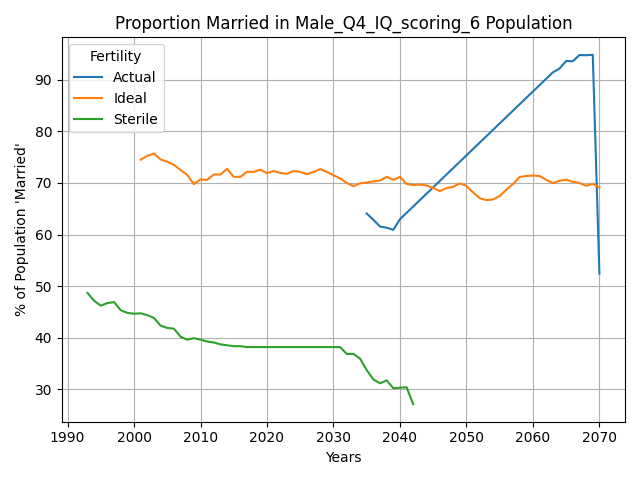 Proportion Married in Male_Q4_IQ_scoring_6 Population
Fertility
Actual
Ideal
Sterile
% of Population 'Married'
90
80
70
60
50
40
30
1990 2000 2010 2020 2030 2040 2050 2060 2070
Years